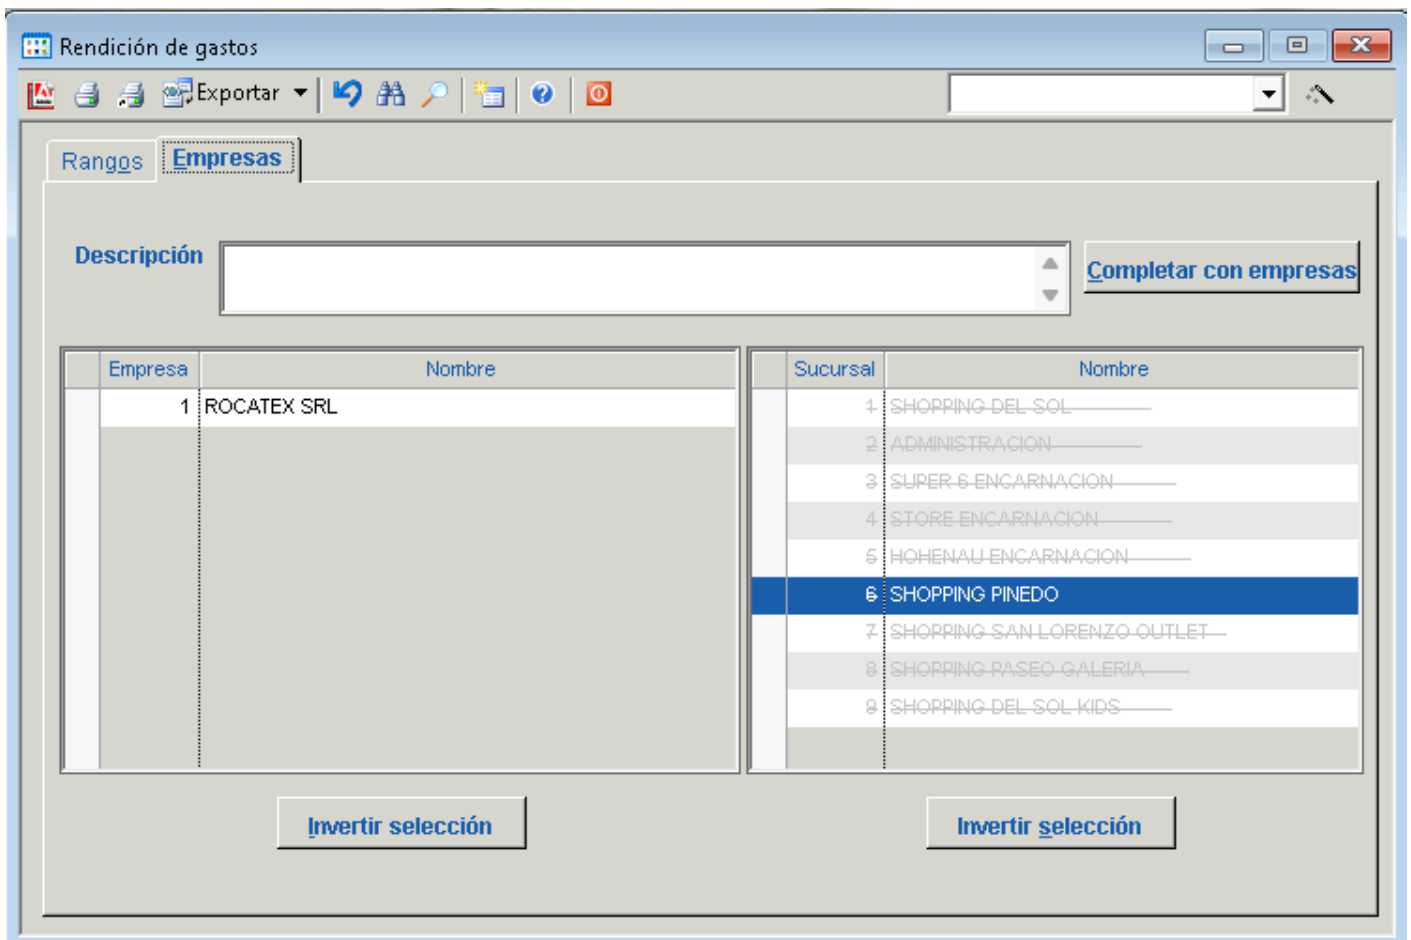 Rendición de gastos
Exportar
Rangos Empresas
Descripción
Completar con empresas
Empresa Nombre
1 ROCATEX SRL
Sucursal Nombre
1 SHOPPING DEL SOL
2 ADMINISTRACION
3 SUPER 6 ENCARNACION
4 STORE ENCARNACION
5 HOHENAU ENCARNACION
6 SHOPPING PINEDO
7 SHOPPING SAN LORENZO OUTLET
8 SHOPPING PASEO GALERIA
9 SHOPPING DEL SOL KIDS
Invertir selección
Invertir selección